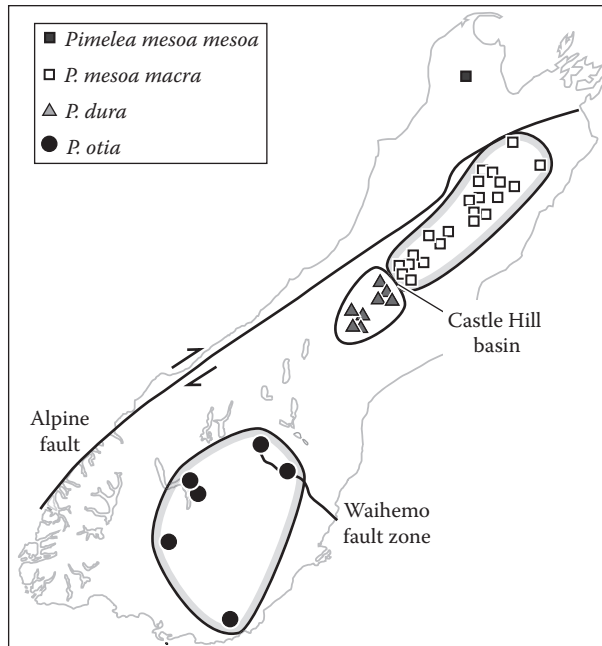 Pimelea mesoa mesoa
P. mesoa macra
P. dura
P. otia
Castle Hill
basin
Alpine
fault
Waihemo
fault zone